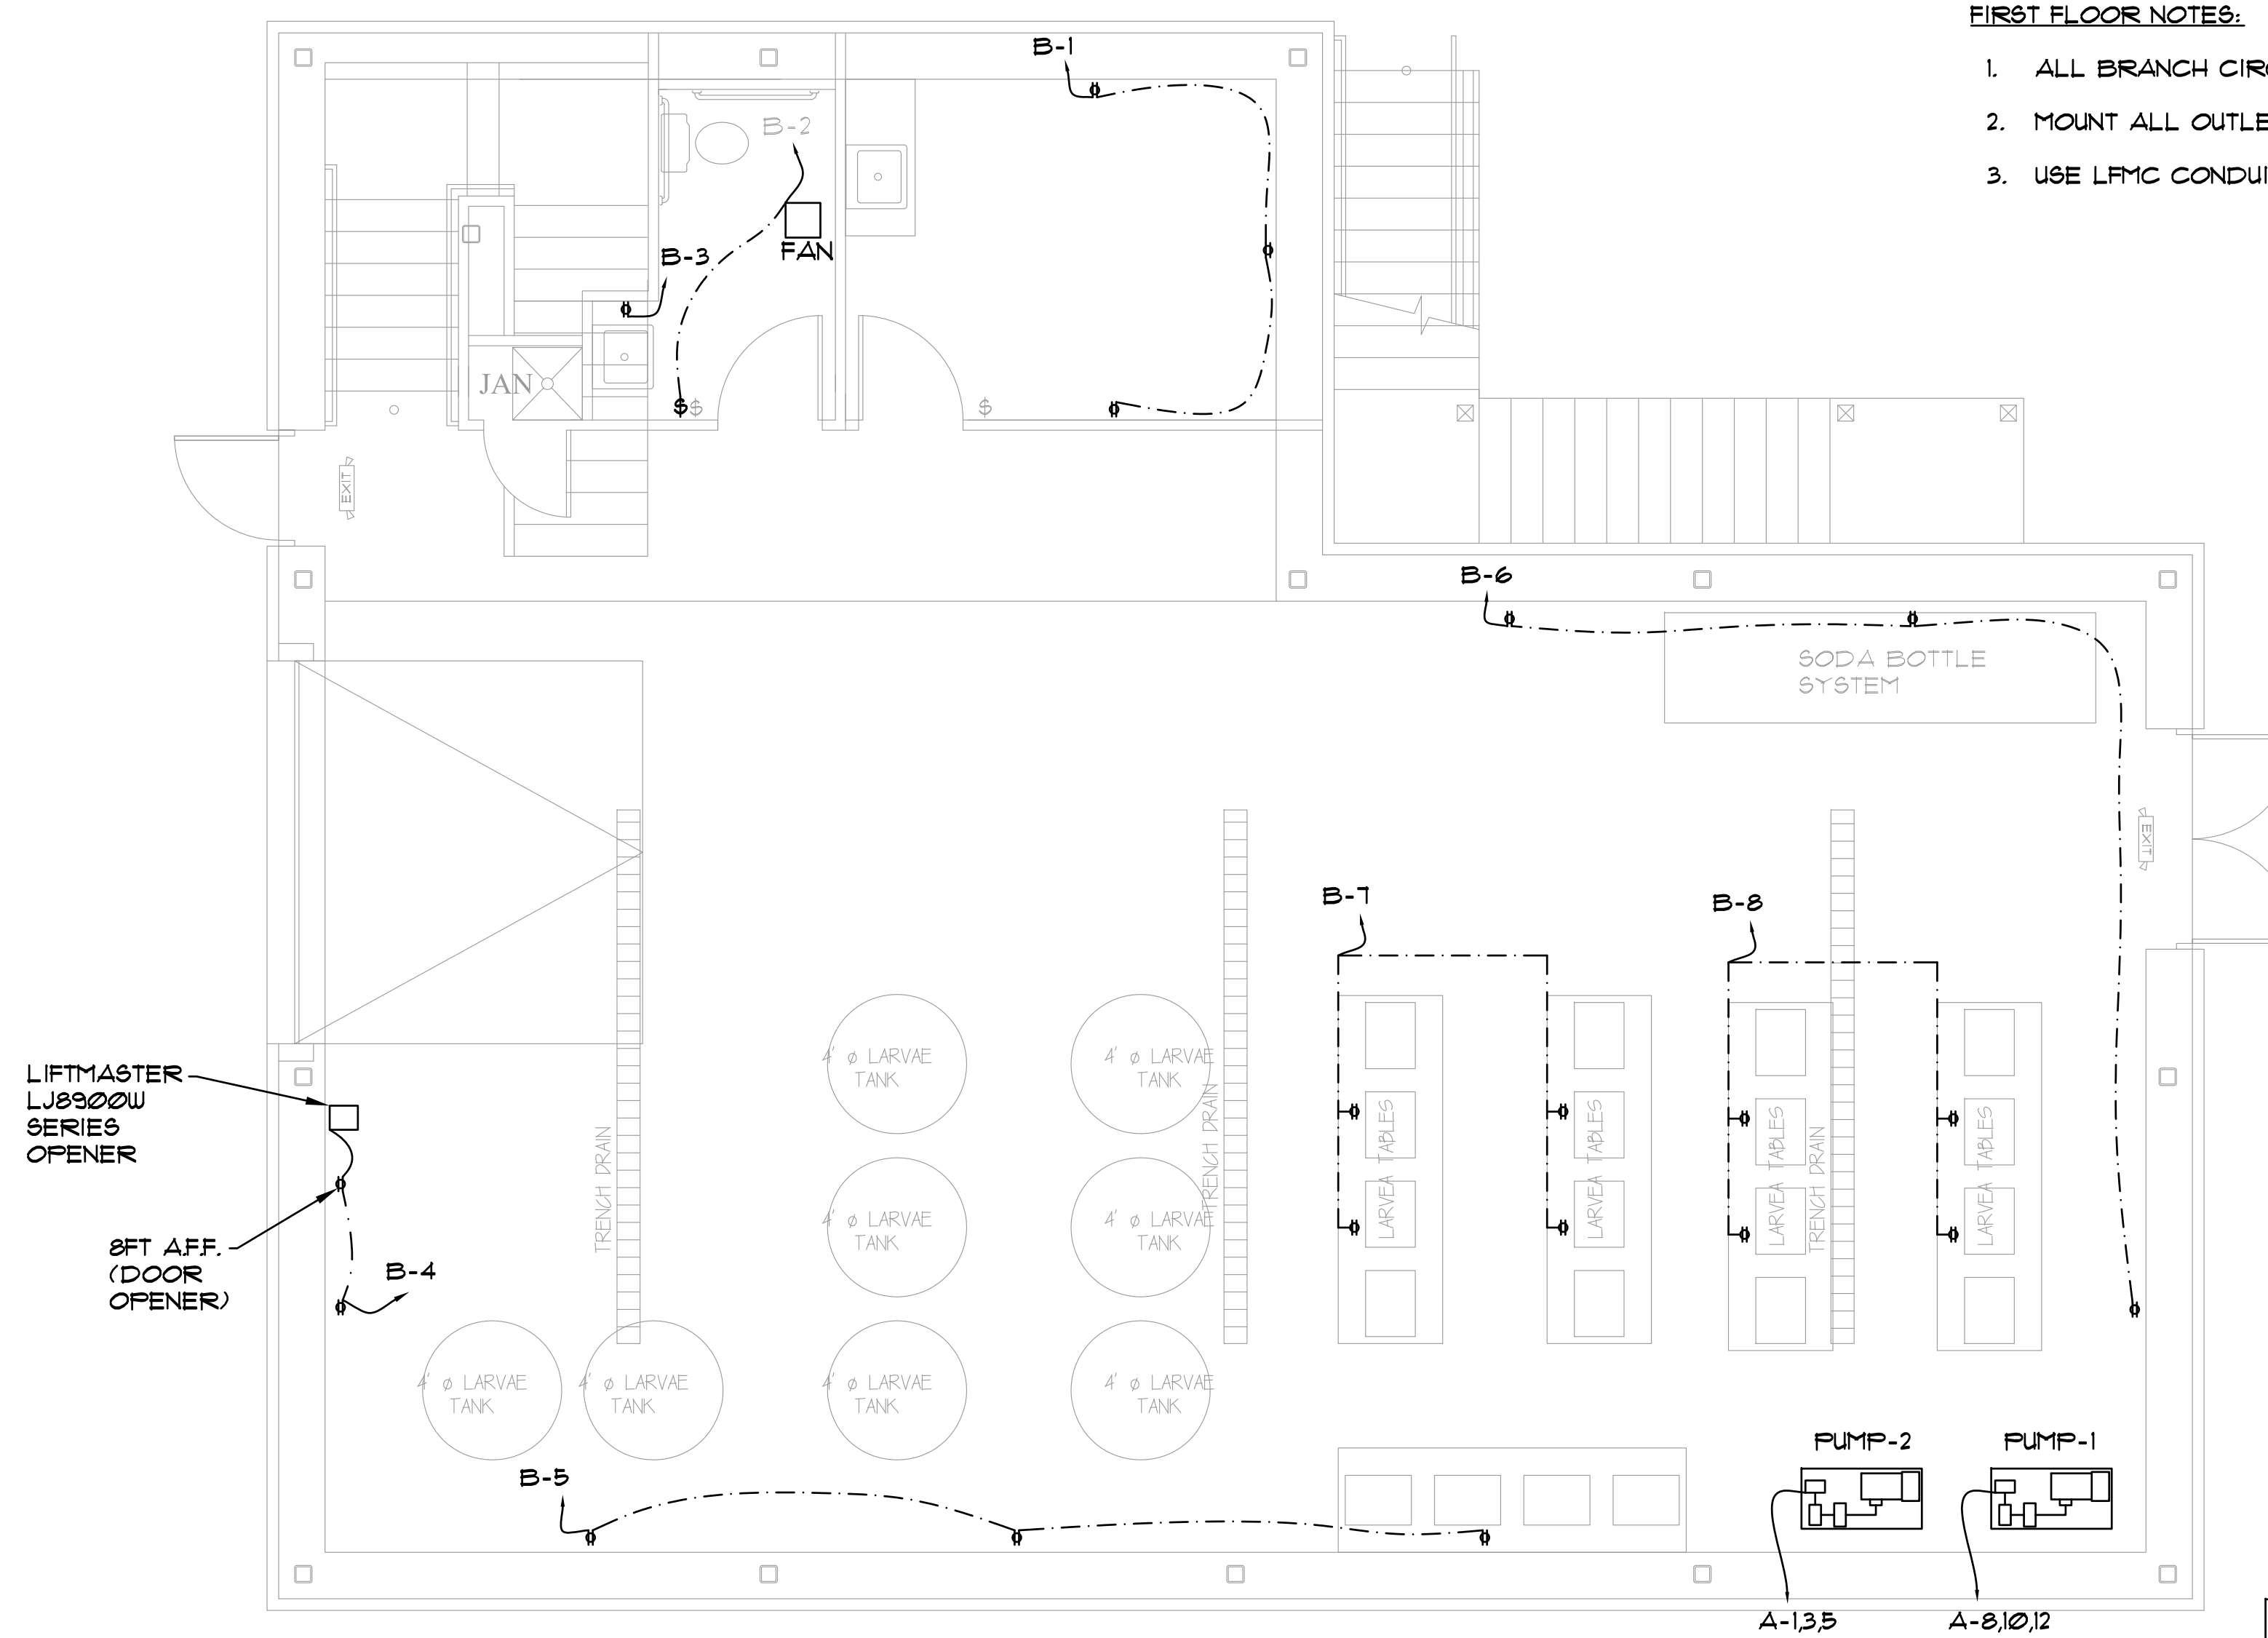 FIRST FLOOR NOTES:
1. ALL BRANCH
2. MOUNT ALL
3. USE LFMC
B-1
B-2
FAN
B-3
JAN
$$
$
EXIT
B-6
SODA BOTTLE
SYSTEM
EXIT
B-7
B-8
LIFTMASTER
LJ8900W
SERIES
OPENER
8FT A.F.F.
(DOOR
OPENER)
B-4
TRENCH DRAIN
4' ø LARVAE
TANK
4' ø LARVAE
TANK
TRENCH DRAIN
4' ø LARVAE
TANK
4' ø LARVAE
TANK
LARVEA TABLES
LARVEA TABLES
LARVEA TABLES
TRENCH DRAIN
LARVEA TABLES
4' ø LARVAE
TANK
4' ø LARVAE
TANK
4' ø LARVAE
TANK
4' ø LARVAE
TANK
B-5
PUMP-2
PUMP-1
A-1,3,5
A-8,10,12